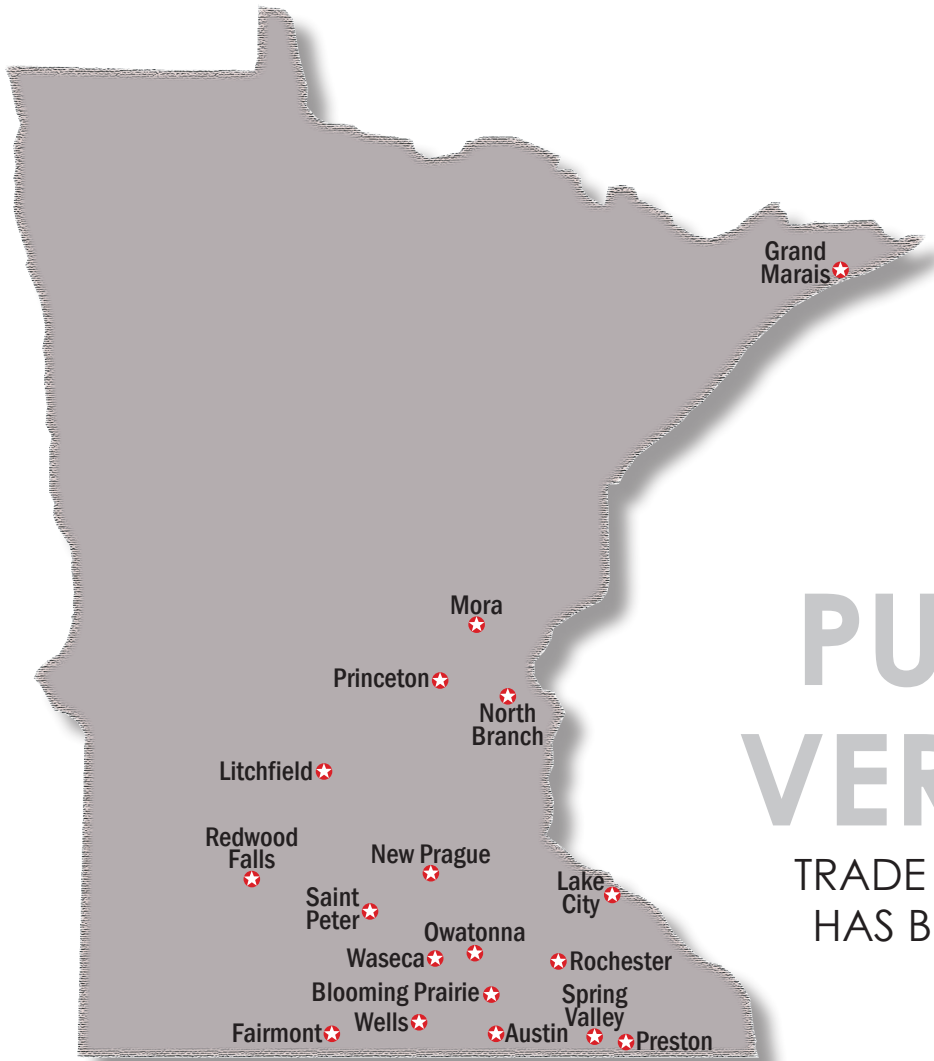 Grand
Marais
Mora
Princeton
North
Branch
Litchfield
Redwood
Falls
New Prague
Lake
City
Saint
Peter
Owatonna
Waseca
Rochester
Blooming Prairie
Spring
Valley
Wells
Fairmont
Austin
Preston
PU
VER
TRADE
HAS B